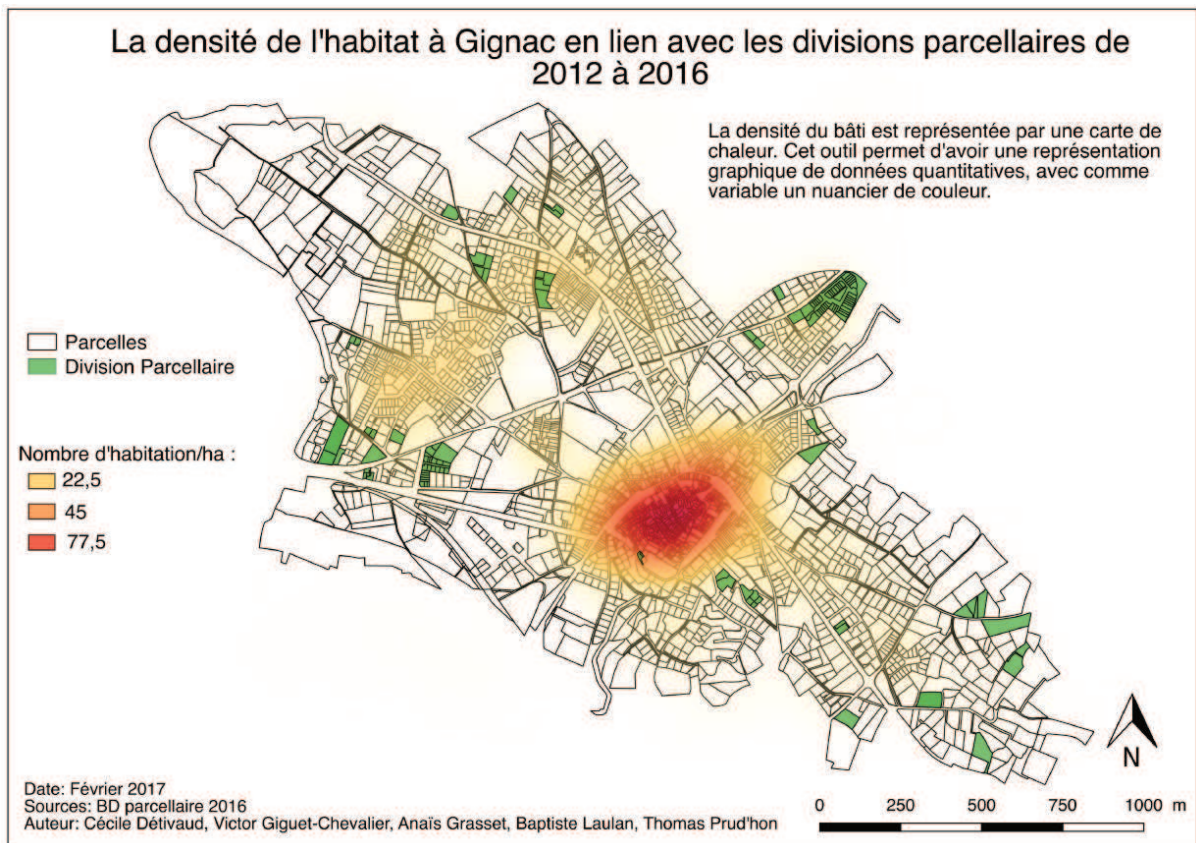 La densité de l'habitat à Gignac en lien avec les divisions parcellaires de
2012 à 2016
La densité du bâti est représentée par une carte de
chaleur. Cet outil permet d'avoir une représentation
graphique de données quantitatives, avec comme
variable un nuancier de couleur.
Parcelles
Division Parcellaire
Nombre d'habitation/ha :
22,5
45
77,5
N
Date: Février 2017
Sources: BD parcellaire 2016
Auteur: Cécile Détivaud, Victor Giguet-Chevalier, Anaïs Grasset, Baptiste Laulan, Thomas Prud'hon
0 250 500 750 1000 m